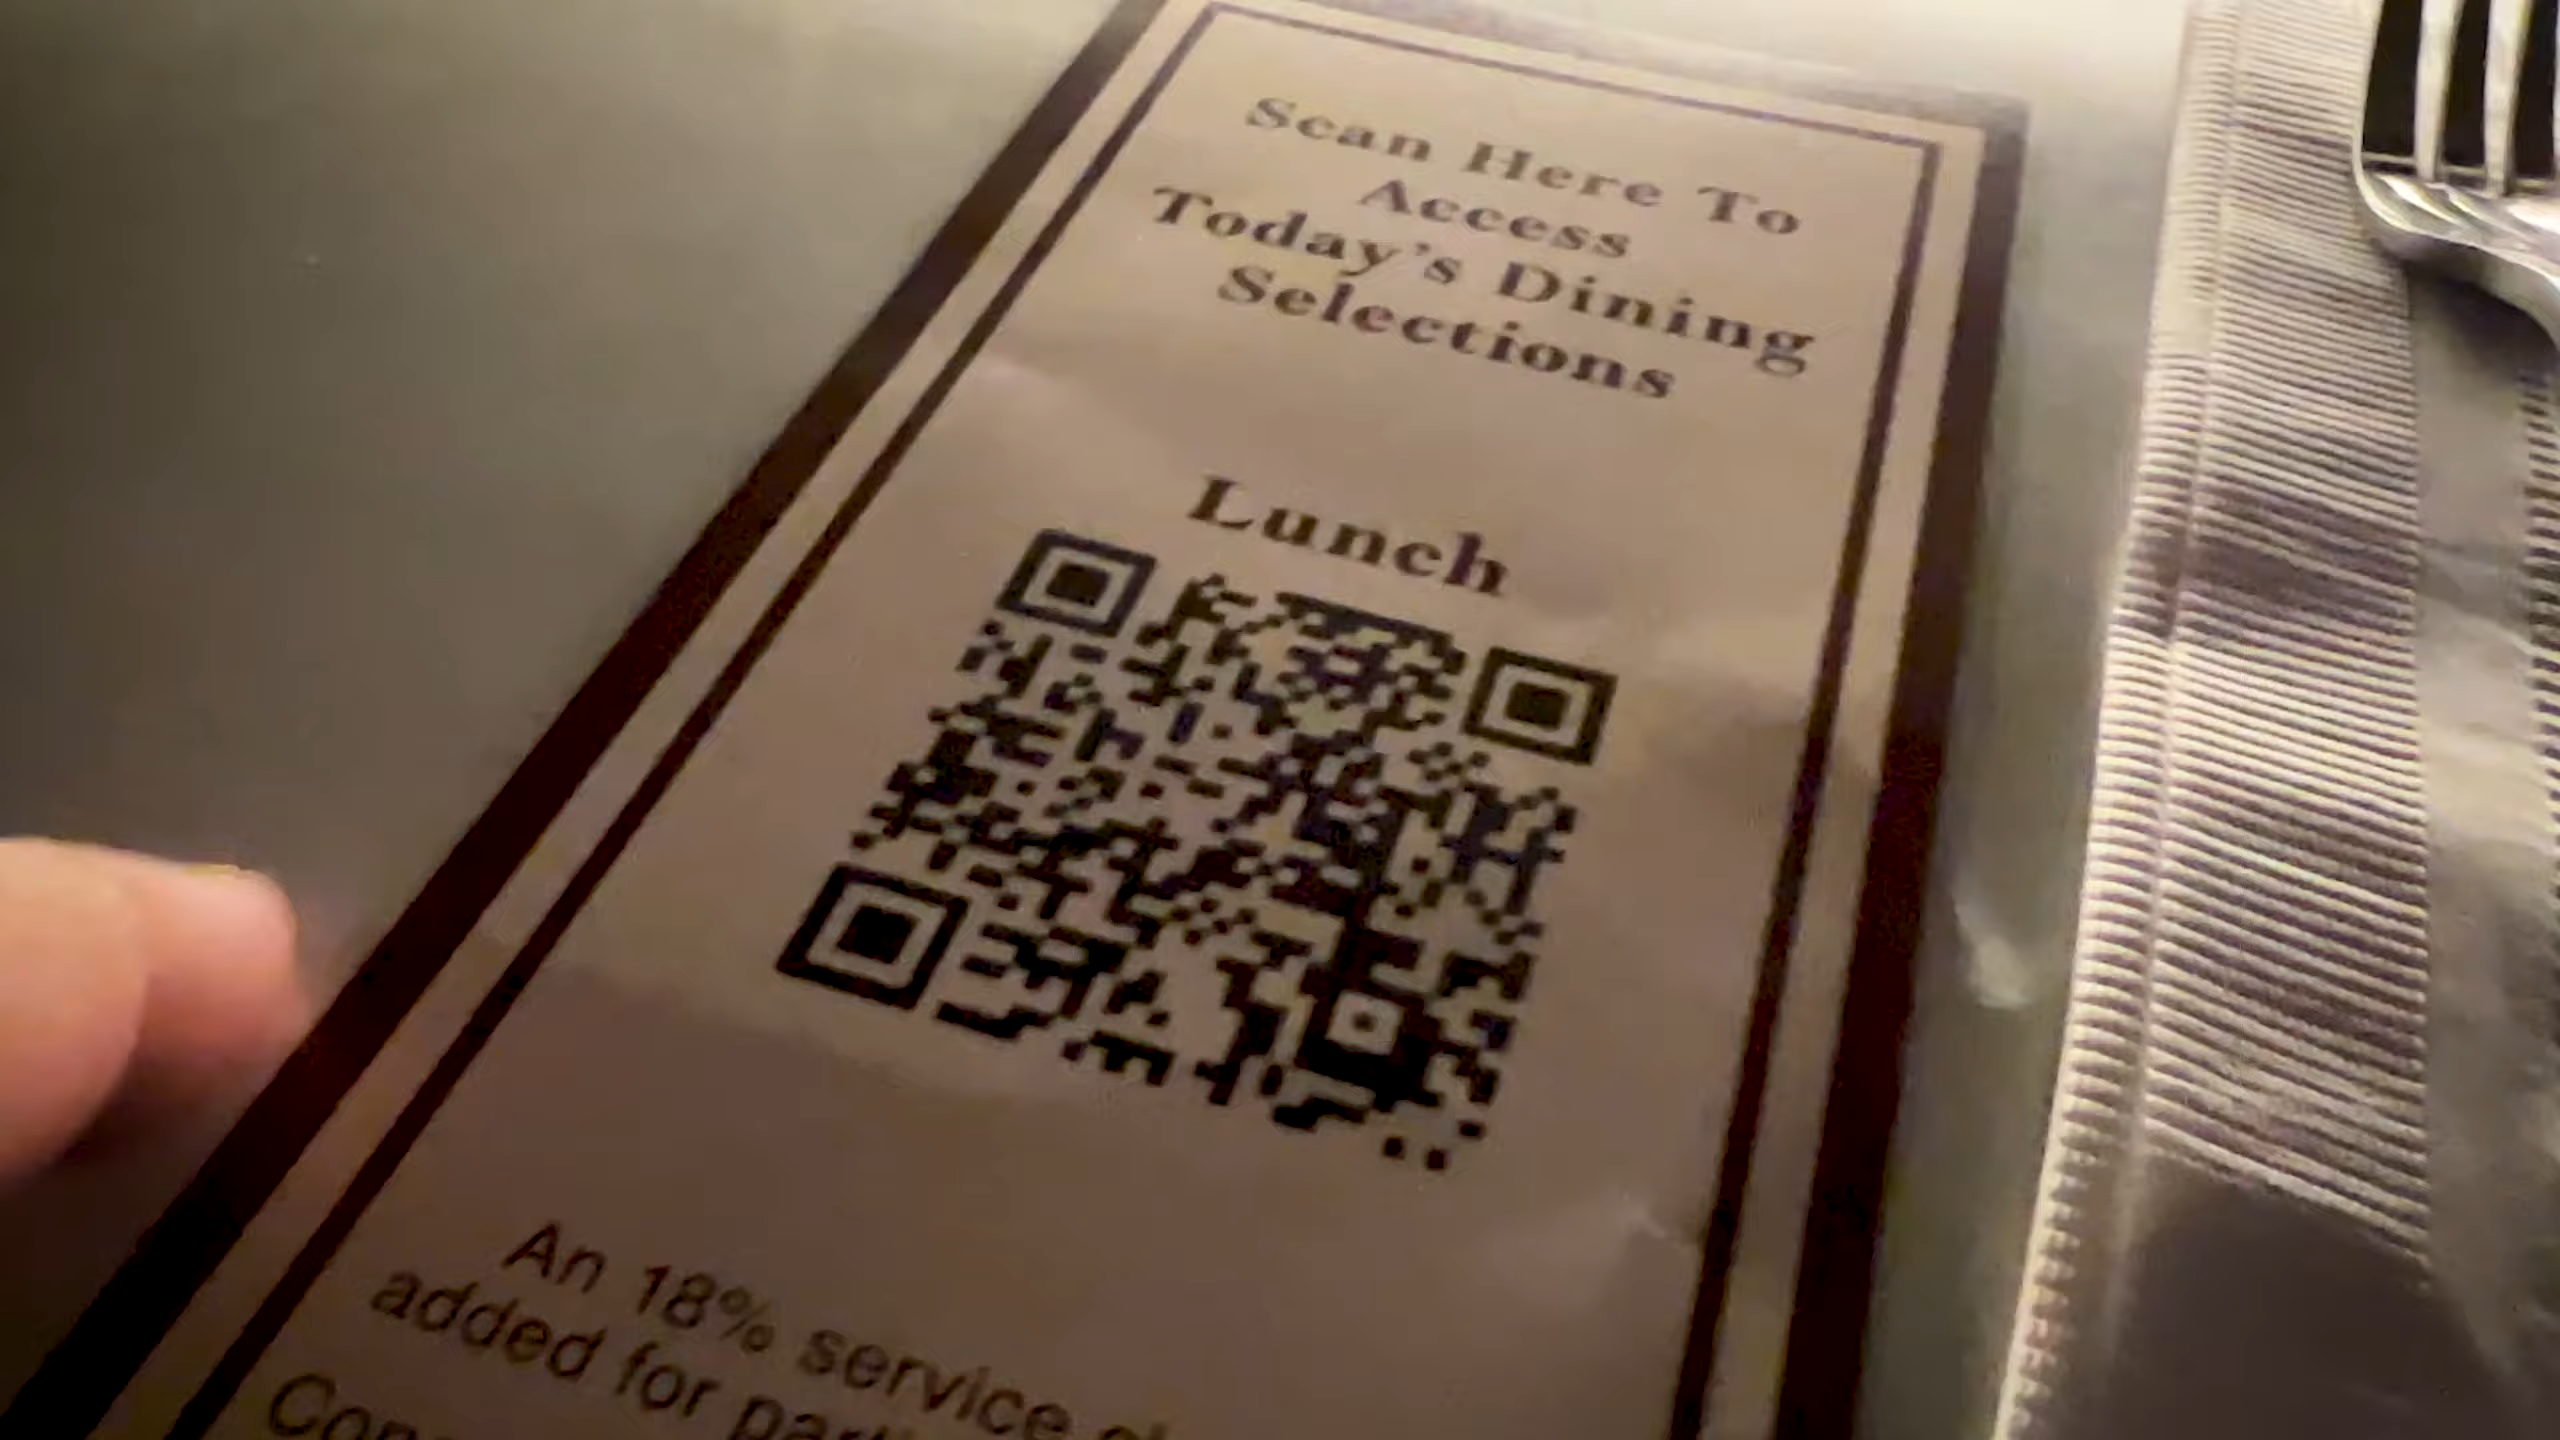 Scan Here To
Access
Today's Dining
Selections
Lunch
An 18% service
added for